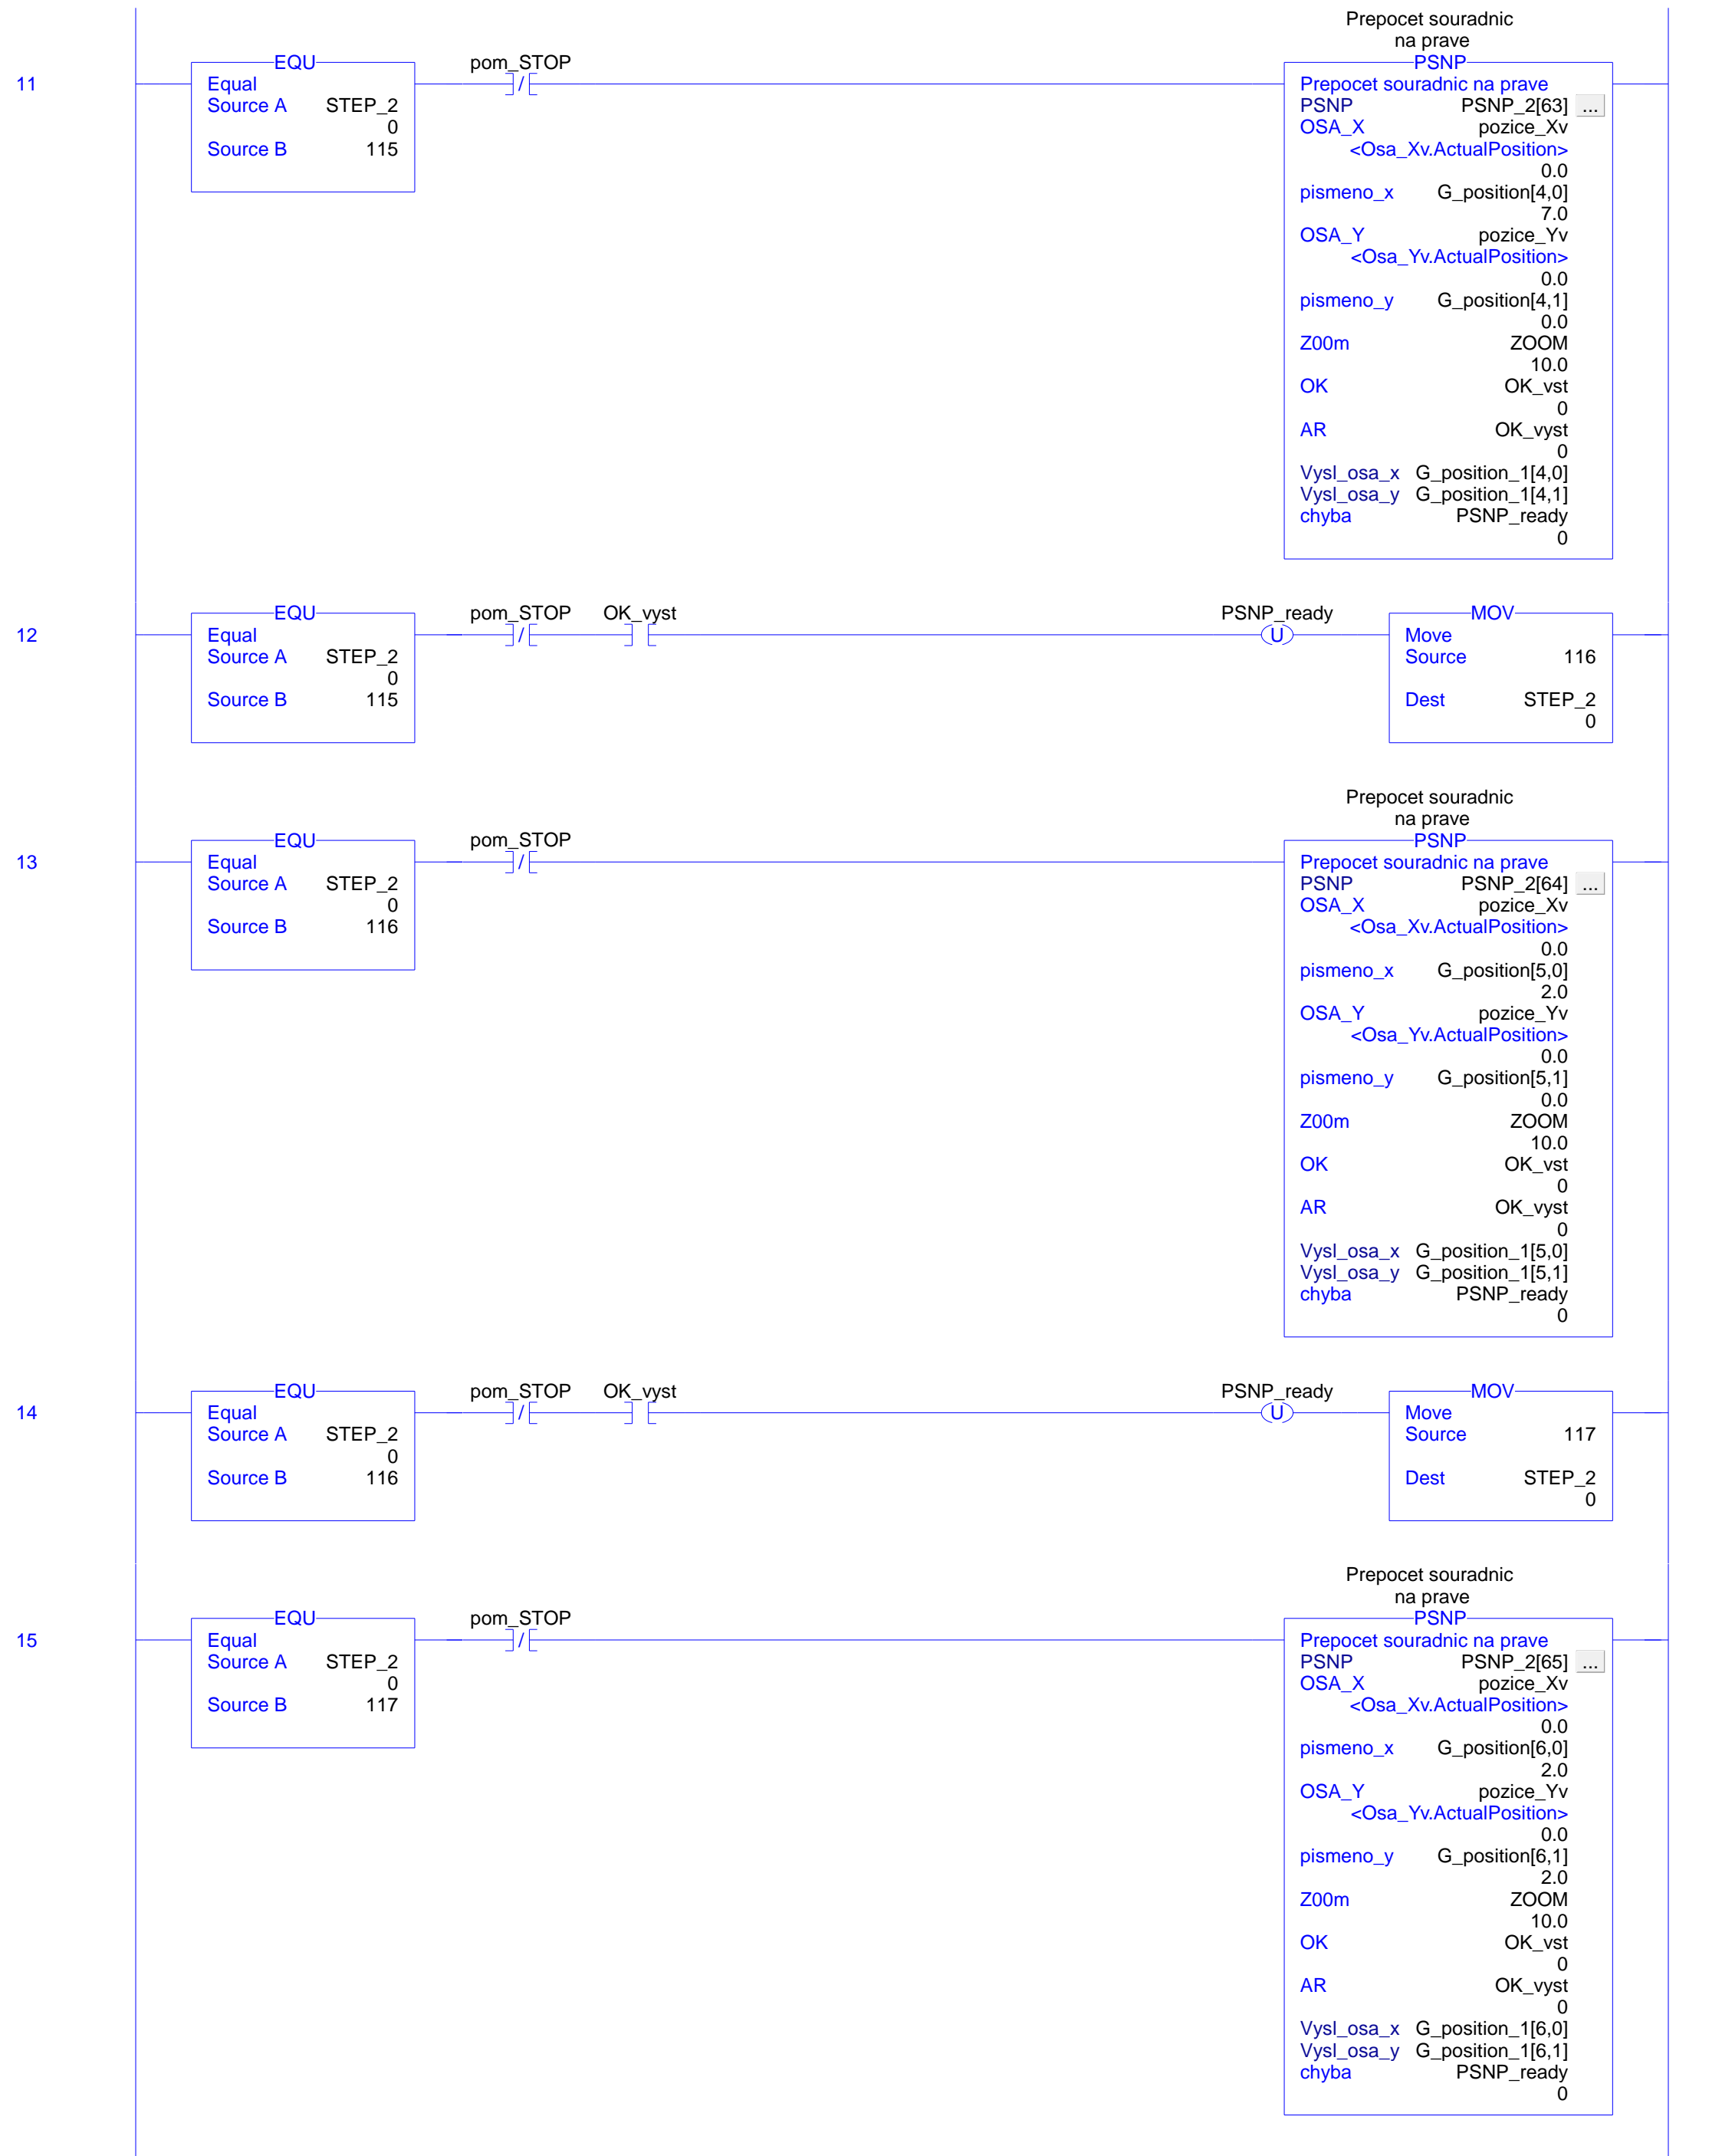 Prepocet souradnic
na prave
11
EQU
Equal
Source A STEP_2
0
Source B 115
pom_STOP
PSNP
Prepocet souradnic na prave
PSNP PSNP_2[63] ...
OSA_X pozice_Xv
<Osa_Xv.ActualPosition>
0.0
pismeno_x G_position[4,0]
7.0
OSA_Y pozice_Yv
<Osa_Yv.ActualPosition>
0.0
pismeno_y G_position[4,1]
0.0
Z00m ZOOM
10.0
OK OK_vst
0
AR OK_vyst
0
Vysl_osa_x G_position_1[4,0]
Vysl_osa_y G_position_1[4,1]
chyba PSNP_ready
0
12
EQU
Equal
Source A STEP_2
0
Source B 115
pom_STOP OK_vyst
PSNP_ready
U
MOV
Move
Source 116
Dest STEP_2
0
Prepocet souradnic
na prave
13
EQU
Equal
Source A STEP_2
0
Source B 116
pom_STOP
PSNP
Prepocet souradnic na prave
PSNP PSNP_2[64] ...
OSA_X pozice_Xv
<Osa_Xv.ActualPosition>
0.0
pismeno_x G_position[5,0]
2.0
OSA_Y pozice_Yv
<Osa_Yv.ActualPosition>
0.0
pismeno_y G_position[5,1]
0.0
Z00m ZOOM
10.0
OK OK_vst
0
AR OK_vyst
0
Vysl_osa_x G_position_1[5,0]
Vysl_osa_y G_position_1[5,1]
chyba PSNP_ready
0
14
EQU
Equal
Source A STEP_2
0
Source B 116
pom_STOP OK_vyst
PSNP_ready
U
MOV
Move
Source 117
Dest STEP_2
0
Prepocet souradnic
na prave
15
EQU
Equal
Source A STEP_2
0
Source B 117
pom_STOP
PSNP
Prepocet souradnic na prave
PSNP PSNP_2[65] ...
OSA_X pozice_Xv
<Osa_Xv.ActualPosition>
0.0
pismeno_x G_position[6,0]
2.0
OSA_Y pozice_Yv
<Osa_Yv.ActualPosition>
0.0
pismeno_y G_position[6,1]
2.0
Z00m ZOOM
10.0
OK OK_vst
0
AR OK_vyst
0
Vysl_osa_x G_position_1[6,0]
Vysl_osa_y G_position_1[6,1]
chyba PSNP_ready
0